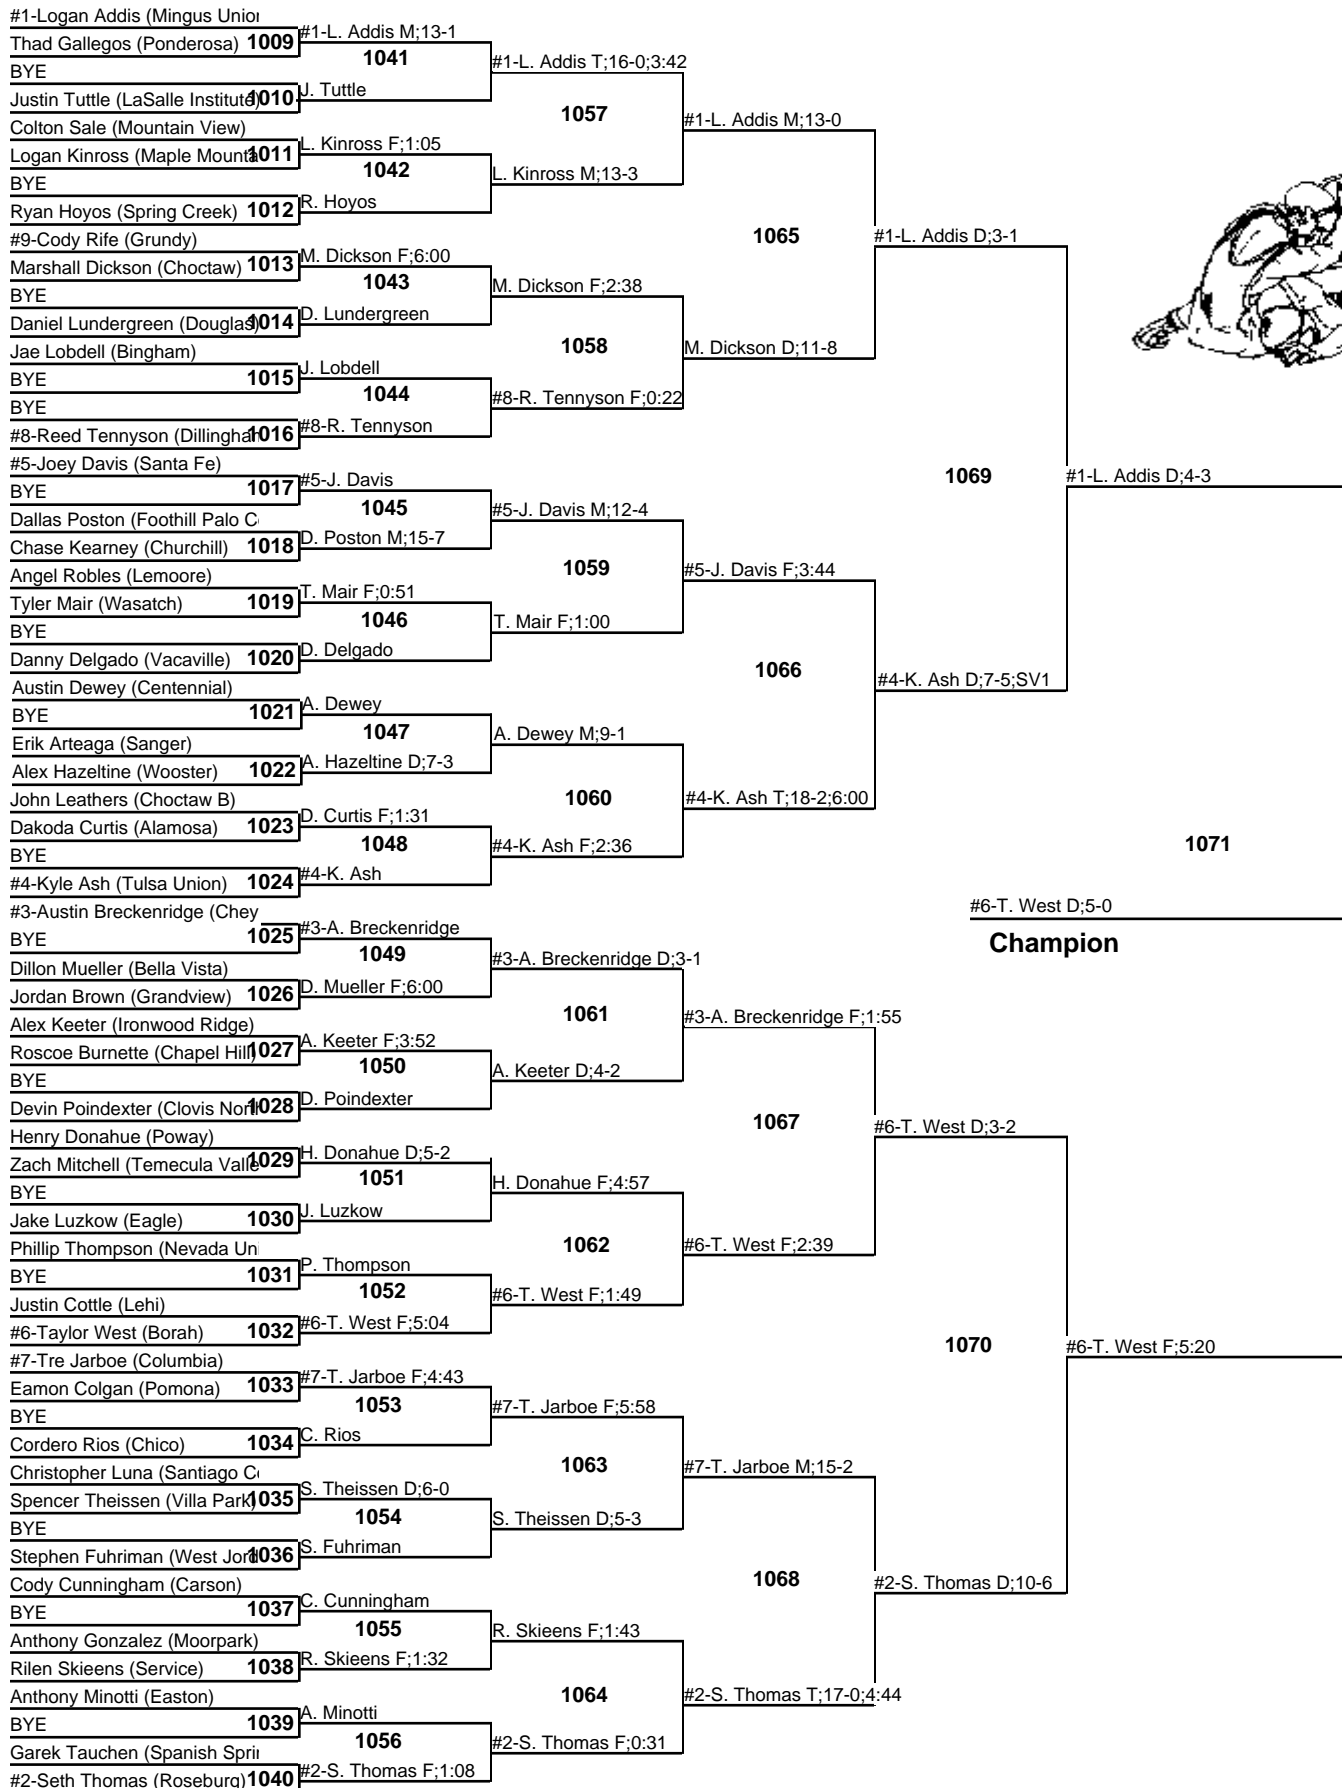 #1-Logan Addis (Mingus Union
Thad Gallegos (Ponderosa) 1009
BYE
Justin Tuttle (LaSalle Institute) 1010
Colton Sale (Mountain View)
Logan Kinross (Maple Mounta 1011
BYE
Ryan Hoyos (Spring Creek) 1012
#9-Cody Rife (Grundy)
Marshall Dickson (Choctaw) 1013
BYE
Daniel Lundergreen (Douglas) 1014
Jae Lobdell (Bingham)
BYE 1015
BYE
#8-Reed Tennyson (Dillingham 1016
#5-Joey Davis (Santa Fe)
BYE 1017
Dallas Poston (Foothill Palo C
Chase Kearney (Churchill) 1018
Angel Robles (Lemoore)
Tyler Mair (Wasatch) 1019
BYE
Danny Delgado (Vacaville) 1020
Austin Dewey (Centennial)
BYE 1021
Erik Arteaga (Sanger)
Alex Hazeltine (Wooster) 1022
John Leathers (Choctaw B)
Dakoda Curtis (Alamosa) 1023
BYE
#4-Kyle Ash (Tulsa Union) 1024
#3-Austin Breckenridge (Chey
BYE 1025
Dillon Mueller (Bella Vista)
Jordan Brown (Grandview) 1026
Alex Keeter (Ironwood Ridge)
Roscoe Burnette (Chapel Hill) 1027
BYE
Devin Poindexter (Clovis North 1028
Henry Donahue (Poway)
Zach Mitchell (Temecula Valle 1029
BYE
Jake Luzkow (Eagle) 1030
Phillip Thompson (Nevada Un
BYE 1031
Justin Cottle (Lehi)
#6-Taylor West (Borah) 1032
#7-Tre Jarboe (Columbia)
Eamon Colgan (Pomona) 1033
BYE
Cordero Rios (Chico) 1034
Christopher Luna (Santiago C
Spencer Theissen (Villa Park) 1035
BYE
Stephen Fuhriman (West Jord 1036
Cody Cunningham (Carson)
BYE 1037
Anthony Gonzalez (Moorpark)
Rilen Skieens (Service) 1038
Anthony Minotti (Easton)
BYE 1039
Garek Tauchen (Spanish Spri
#2-Seth Thomas (Roseburg) 1040
#1-L. Addis M;13-1
1041
J. Tuttle
L. Kinross F;1:05
1042
R. Hoyos
M. Dickson F;6:00
1043
D. Lundergreen
J. Lobdell
1044
#8-R. Tennyson
#5-J. Davis
1045
D. Poston M;15-7
T. Mair F;0:51
1046
D. Delgado
A. Dewey
1047
A. Hazeltine D;7-3
D. Curtis F;1:31
1048
#4-K. Ash
#3-A. Breckenridge
1049
D. Mueller F;6:00
A. Keeter F;3:52
1050
D. Poindexter
H. Donahue D;5-2
1051
J. Luzkow
P. Thompson
1052
#6-T. West F;5:04
#7-T. Jarboe F;4:43
1053
C. Rios
S. Theissen D;6-0
1054
S. Fuhriman
C. Cunningham
1055
R. Skieens F;1:32
A. Minotti
1056
#2-S. Thomas F;1:08
#1-L. Addis T;16-0;3:42
1057
L. Kinross M;13-3
M. Dickson F;2:38
1058
#8-R. Tennyson F;0:22
#5-J. Davis M;12-4
1059
T. Mair F;1:00
A. Dewey M;9-1
1060
#4-K. Ash F;2:36
#3-A. Breckenridge D;3-1
1061
A. Keeter D;4-2
H. Donahue F;4:57
1062
#6-T. West F;1:49
#7-T. Jarboe F;5:58
1063
S. Theissen D;5-3
R. Skieens F;1:43
1064
#2-S. Thomas F;0:31
#1-L. Addis M;13-0
1065
M. Dickson D;11-8
#5-J. Davis F;3:44
1066
#4-K. Ash T;18-2;6:00
#3-A. Breckenridge F;1:55
1067
#6-T. West F;2:39
#7-T. Jarboe M;15-2
1068
#2-S. Thomas T;17-0;4:44
#1-L. Addis D;3-1
1069
#4-K. Ash D;7-5;SV1
#6-T. West D;3-2
1070
#2-S. Thomas D;10-6
#1-L. Addis D;4-3
1071
#6-T. West F;5:20
#6-T. West D;5-0
Champion